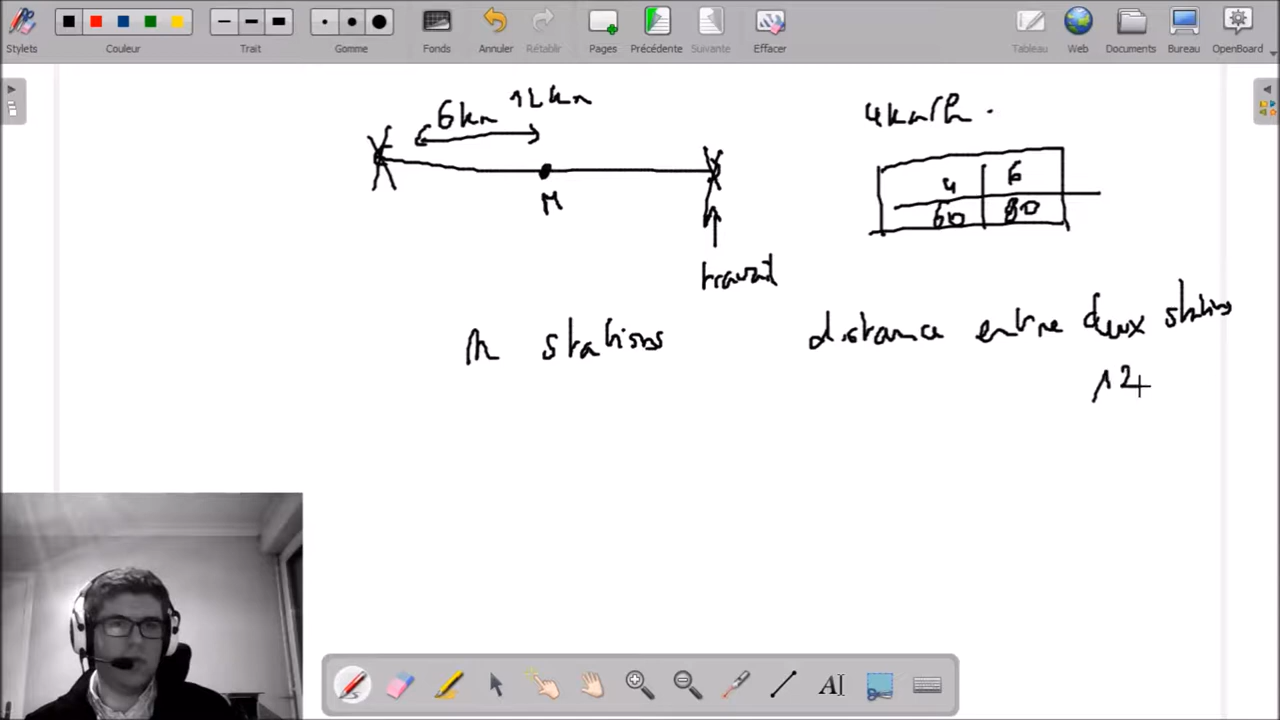 Stylets
Couleur
Trait
Gomme
Fonds
Annuler
Rétablir
Pages
Précédente
Suivante
Effacer
Tableau
Web
Documents
Bureau
OpenBoard
6km 12km
4km/h.
M
4 6
60 80
travail
n stations
distance entre deux stations
12
AI